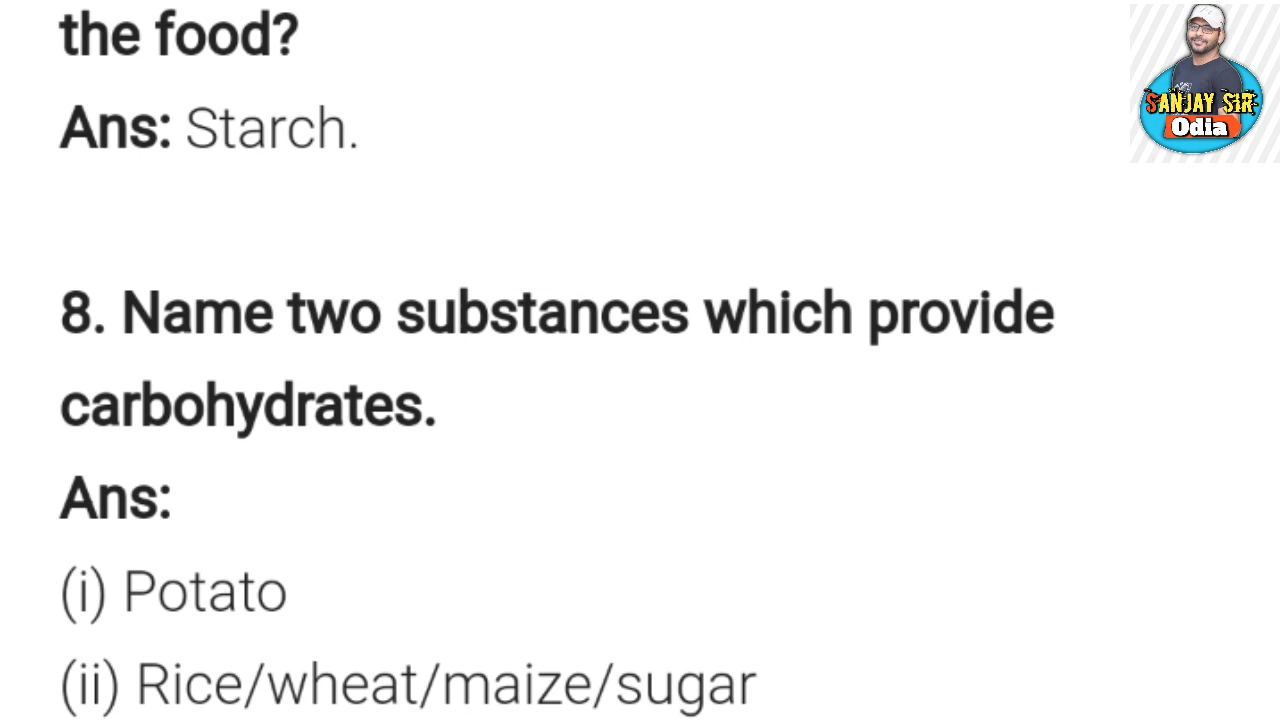 the food?
Ans: Starch.
SANJAY SIR
Odia
8. Name two substances which provide
carbohydrates.
Ans:
(i) Potato
(ii) Rice/wheat/maize/sugar